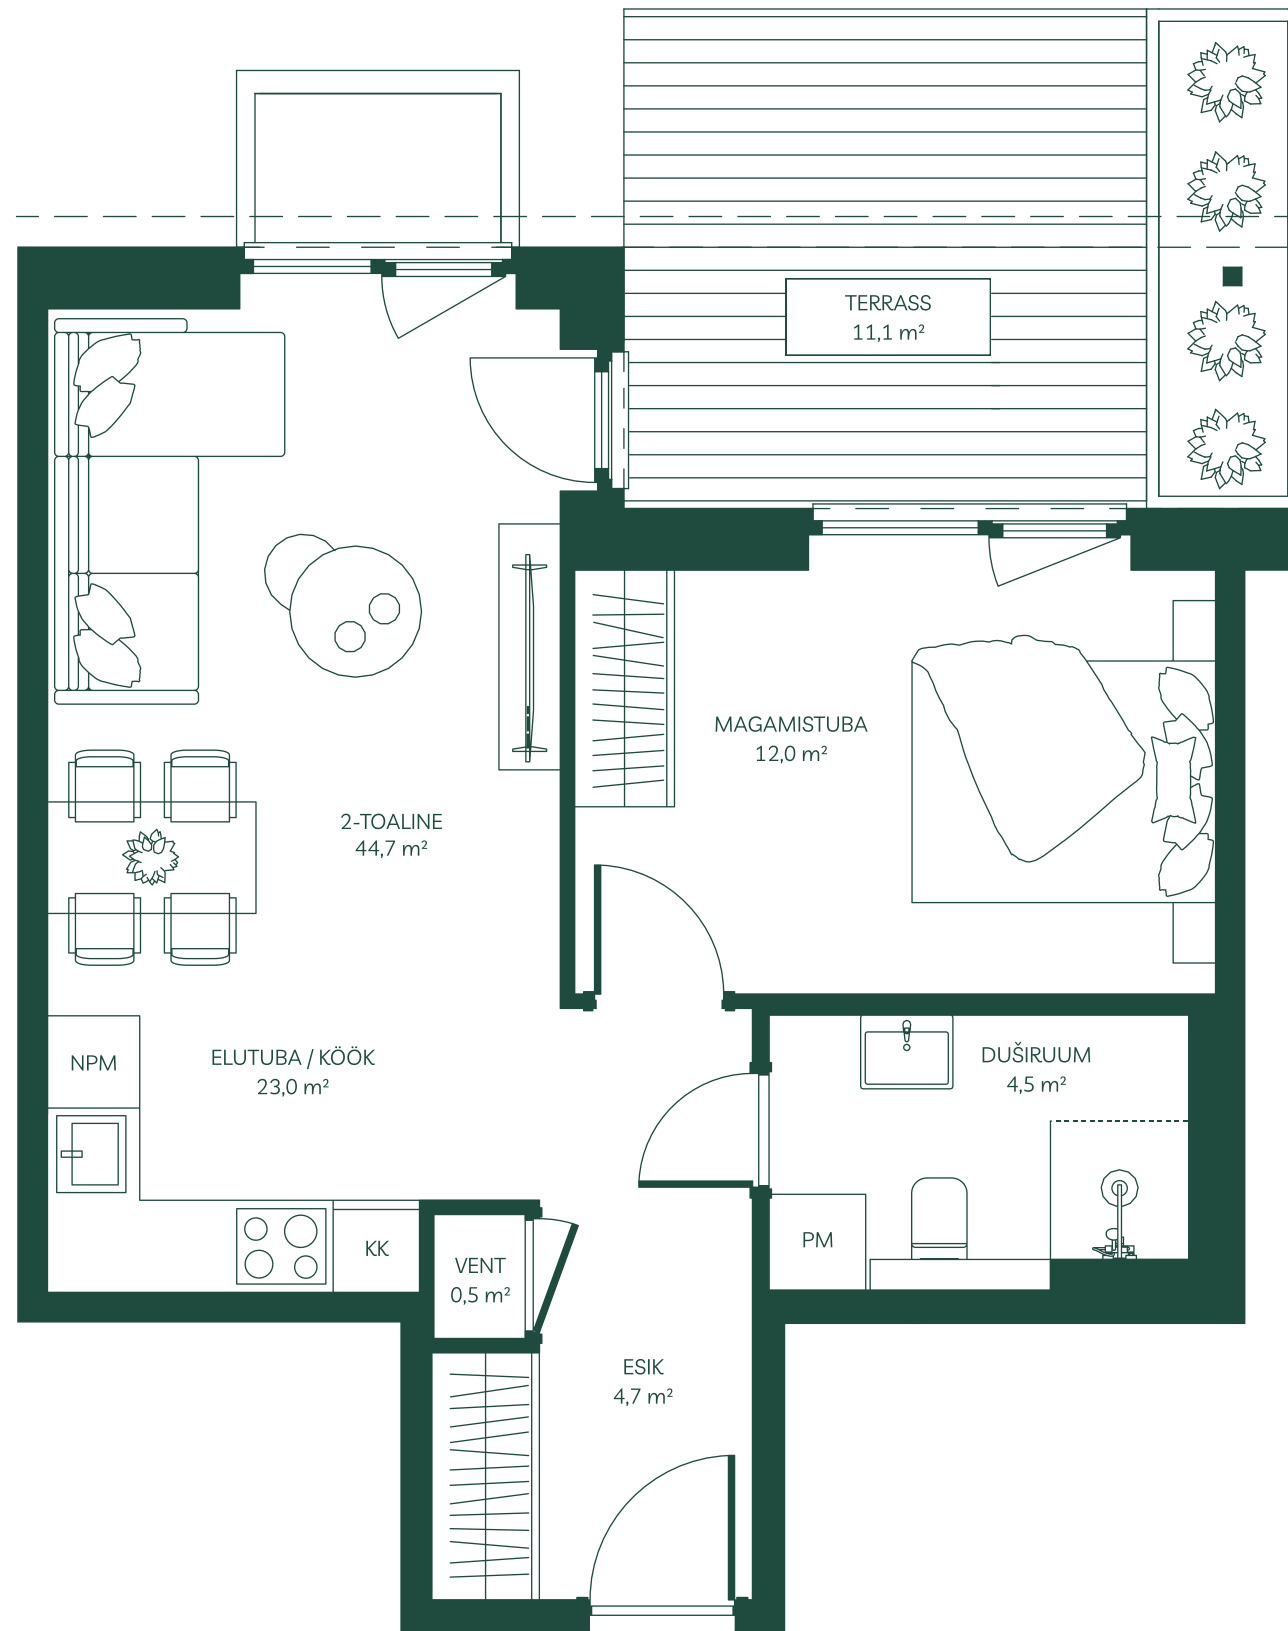 TERRASS
11,1 m²
MAGAMISTUBA
12,0 m²
2-TOALINE
44,7 m²
NPM
ELUTUBA / KÖÖK
23,0 m²
DUŠIRUUM
4,5 m²
KK
VENT
0,5 m²
PM
ESIK
4,7 m²